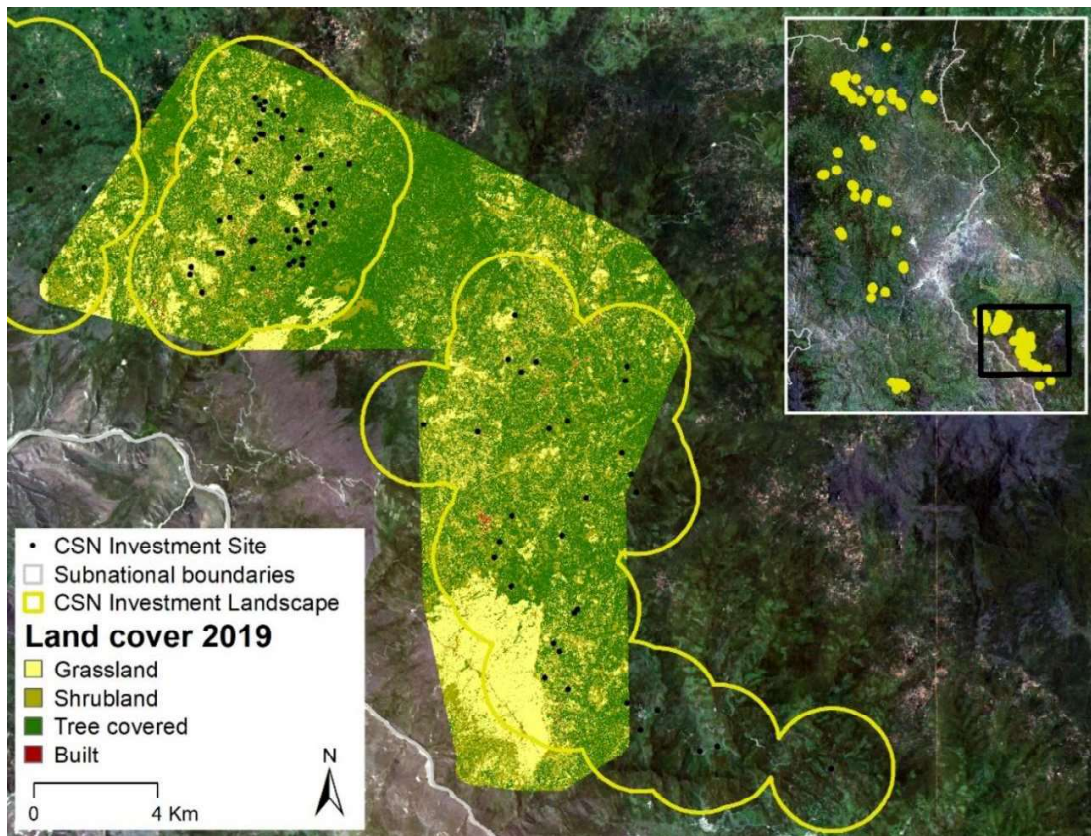 CSN Investment Site
Subnational boundaries
CSN Investment Landscape
Land cover 2019
Grassland
Shrubland
Tree covered
Built
N
0 4 Km